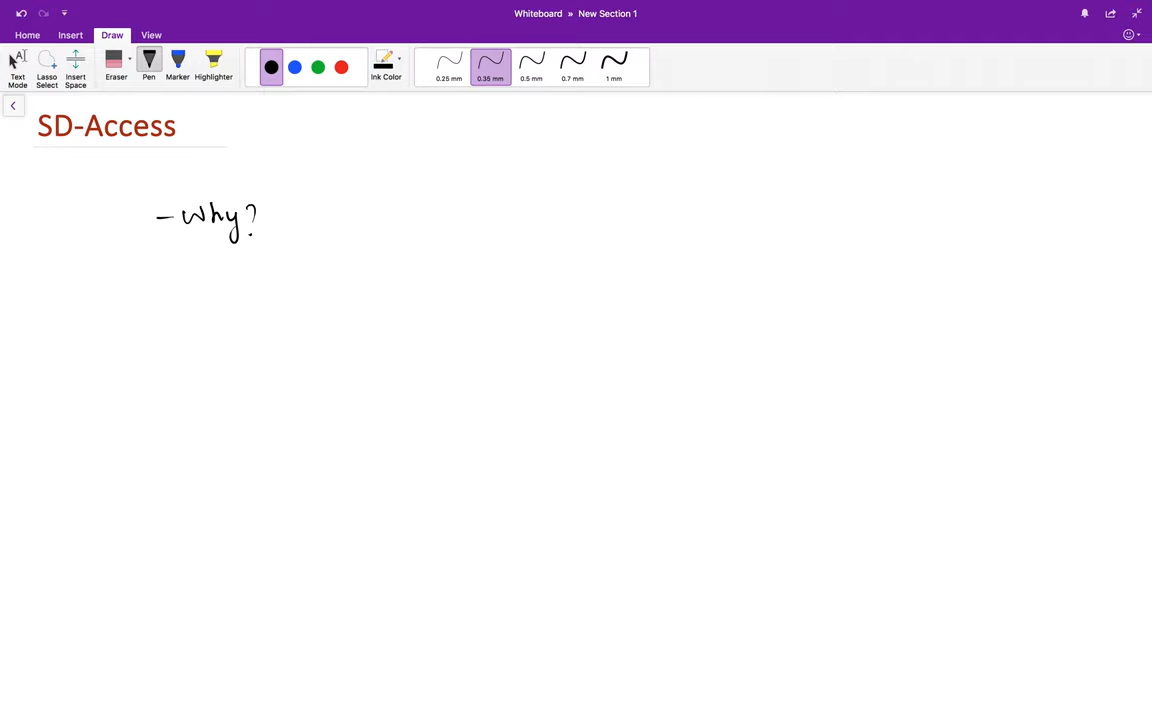 Whiteboard » New Section 1
Home Insert Draw View
Text Mode Lasso Select Insert Space Eraser Pen Marker Highlighter Ink Color 0.25 mm 0.35 mm 0.5 mm 0.7 mm 1 mm
SD-Access
- Why?